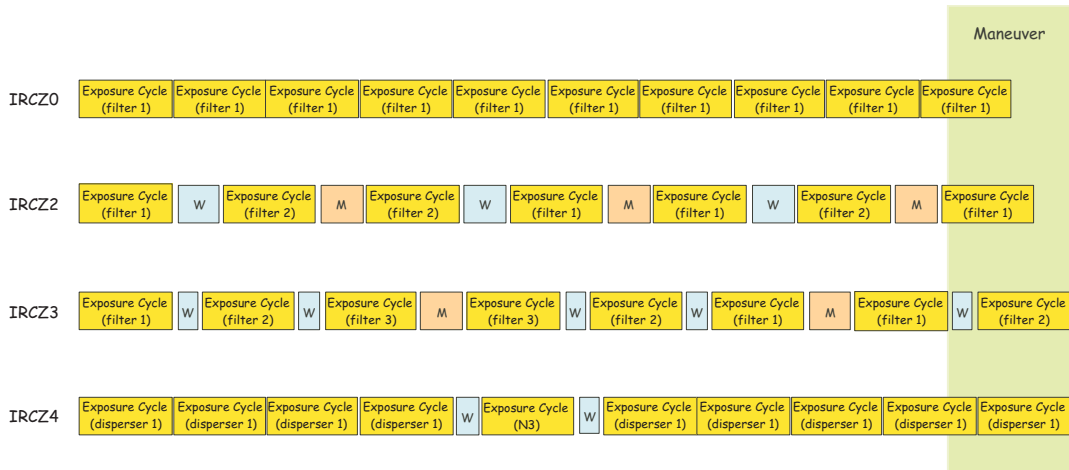 Maneuver
IRCZ0
Exposure Cycle Exposure Cycle Exposure Cycle Exposure Cycle Exposure Cycle Exposure Cycle Exposure Cycle Exposure Cycle Exposure Cycle Exposure Cycle
(filter 1) (filter 1) (filter 1) (filter 1) (filter 1) (filter 1) (filter 1) (filter 1) (filter 1) (filter 1)
IRCZ2
Exposure Cycle W Exposure Cycle M Exposure Cycle W Exposure Cycle M Exposure Cycle W Exposure Cycle M Exposure Cycle
(filter 1) (filter 2) (filter 2) (filter 1) (filter 1) (filter 2) (filter 1)
IRCZ3
Exposure Cycle W Exposure Cycle W Exposure Cycle M Exposure Cycle W Exposure Cycle W Exposure Cycle M Exposure Cycle W Exposure Cycle
(filter 1) (filter 2) (filter 3) (filter 3) (filter 2) (filter 1) (filter 1) (filter 2)
IRCZ4
Exposure Cycle Exposure Cycle Exposure Cycle Exposure Cycle W Exposure Cycle W Exposure Cycle Exposure Cycle Exposure Cycle Exposure Cycle Exposure Cycle
(disperser 1) (disperser 1) (disperser 1) (disperser 1) (N3) (disperser 1) (disperser 1) (disperser 1) (disperser 1) (disperser 1)